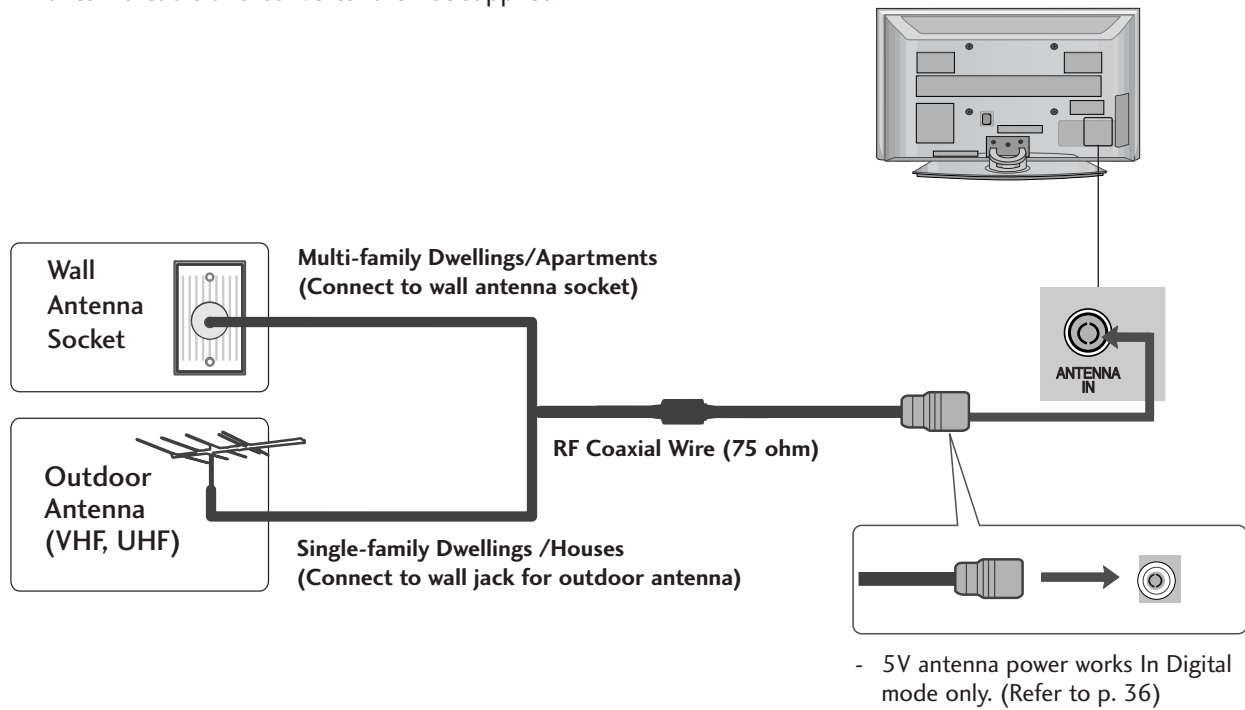 Wall
Antenna
Socket
Multi-family Dwellings/Apartments
(Connect to wall antenna socket)
ANTENNA
IN
RF Coaxial Wire (75 ohm)
Outdoor
Antenna
(VHF, UHF)
Single-family Dwellings /Houses
(Connect to wall jack for outdoor antenna)
- 5V antenna power works In Digital
mode only. (Refer to p. 36)